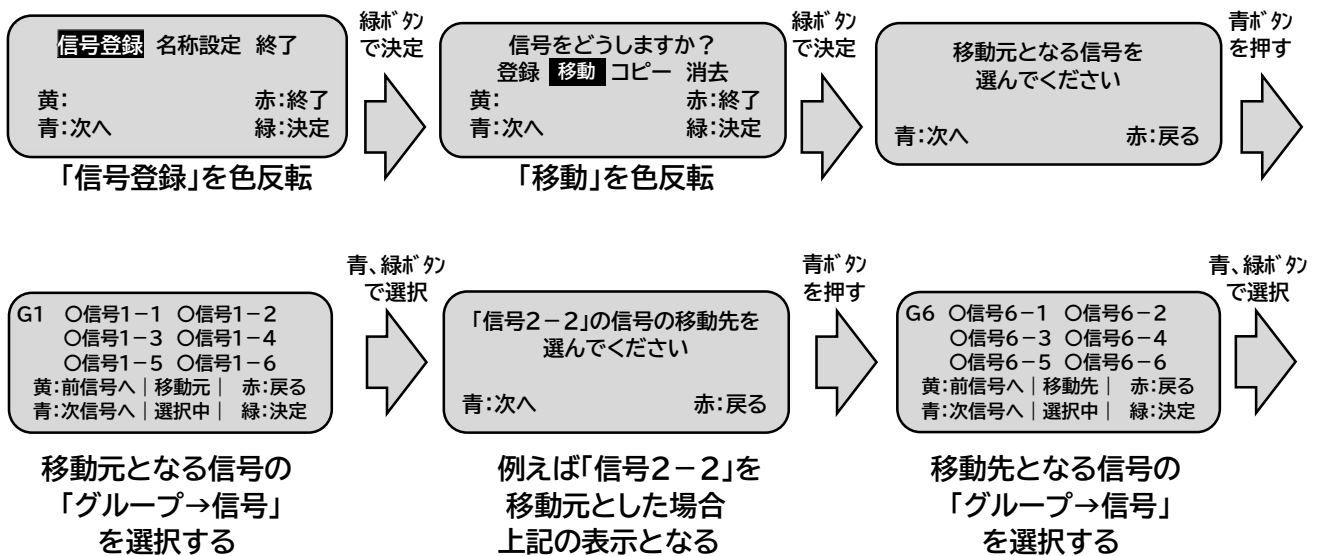 信号登録 名称設定 終了
黄: 赤:終了
青:次へ 緑:決定
「信号登録」を色反転
緑ﾎﾞﾀﾝ
で決定
信号をどうしますか？
登録 移動 コピー 消去
黄: 赤:終了
青:次へ 緑:決定
「移動」を色反転
緑ﾎﾞﾀﾝ
で決定
移動元となる信号を
選んでください
青:次へ 赤:戻る
青ﾎﾞﾀﾝ
を押す
G1 〇信号1－1 〇信号1－2
〇信号1－3 〇信号1－4
〇信号1－5 〇信号1－6
黄:前信号へ｜移動元｜ 赤:戻る
青:次信号へ｜選択中｜ 緑:決定
移動元となる信号の
「グループ→信号」
を選択する
青、緑ﾎﾞﾀﾝ
で選択
「信号2－2」の信号の移動先を
選んでください
青:次へ 赤:戻る
例えば「信号2－2」を
移動元とした場合
上記の表示となる
青ﾎﾞﾀﾝ
を押す
G6 〇信号6－1 〇信号6－2
〇信号6－3 〇信号6－4
〇信号6－5 〇信号6－6
黄:前信号へ｜移動先｜ 赤:戻る
青:次信号へ｜選択中｜ 緑:決定
移動先となる信号の
「グループ→信号」
を選択する
青、緑ﾎﾞﾀﾝ
で選択